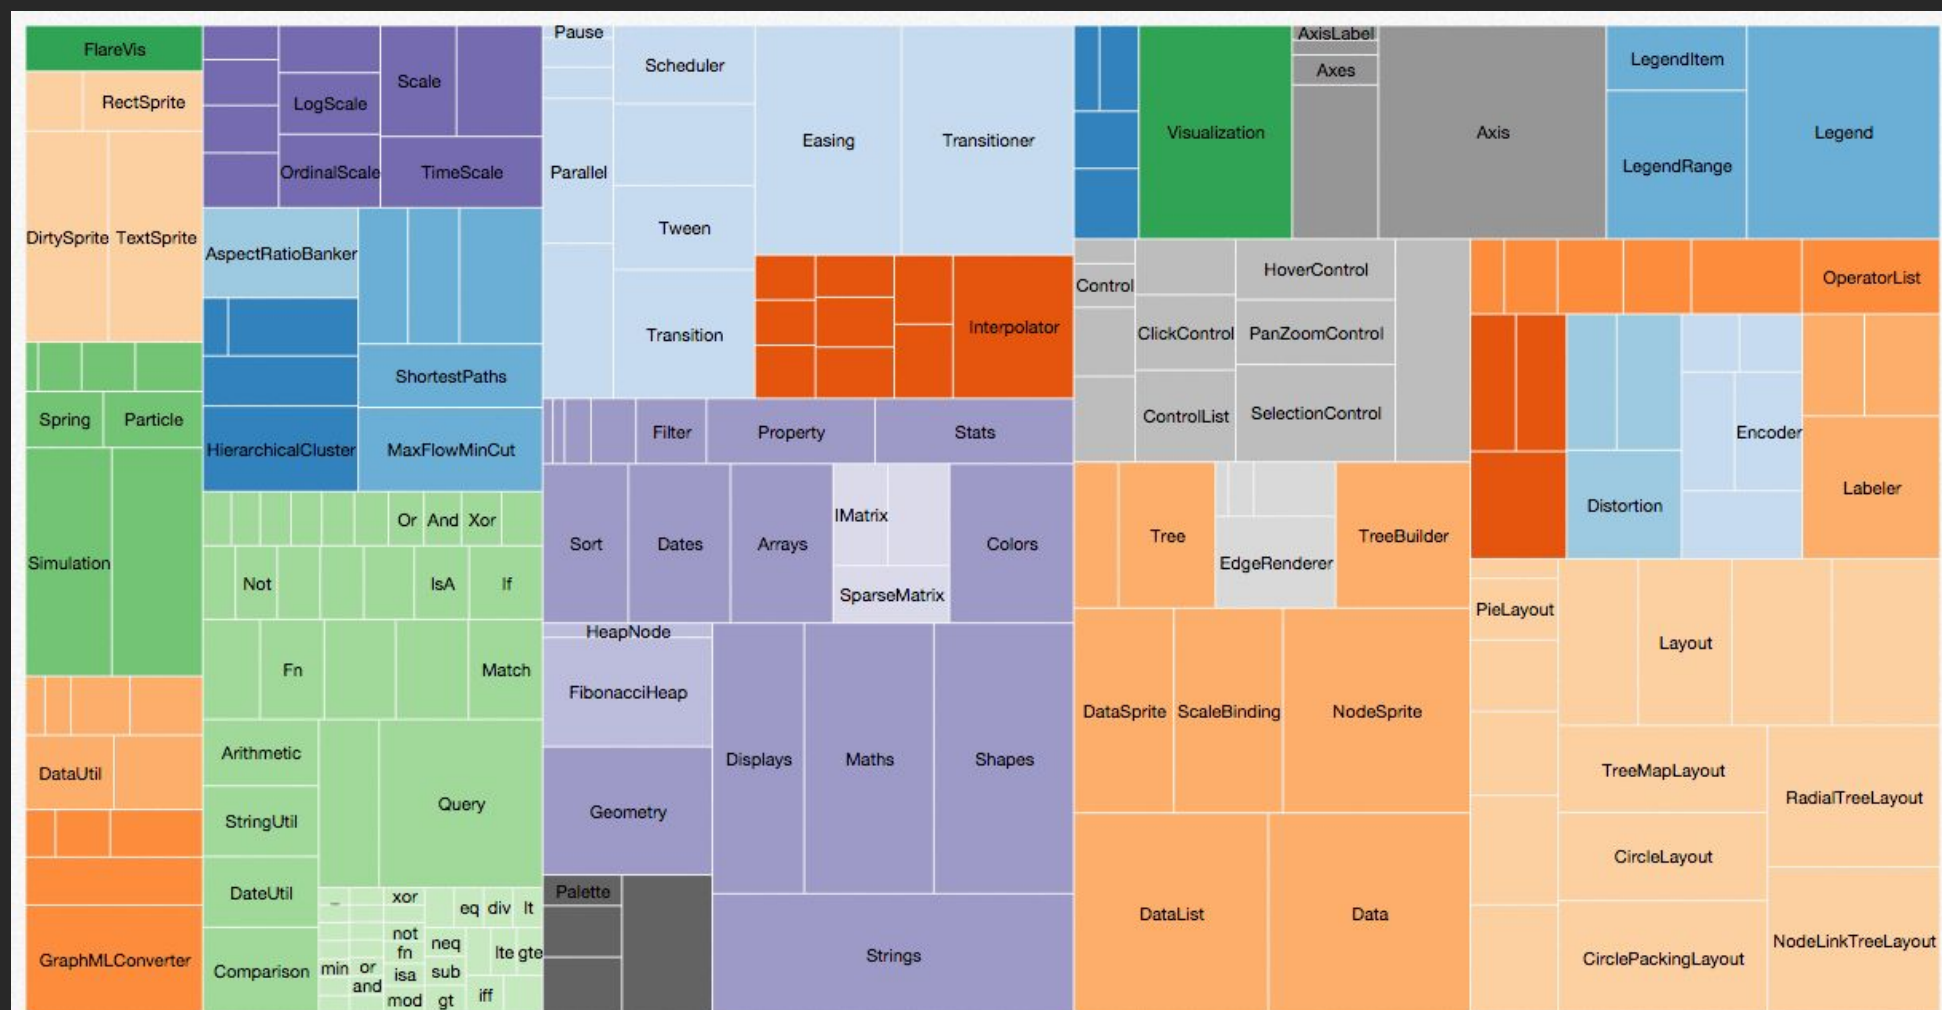 FlareVis
RectSprite
DirtySprite
TextSprite
Spring
Particle
Simulation
DataUtil
GraphMLConverter
Scale
LogScale
OrdinalScale
TimeScale
AspectRatioBanker
ShortestPaths
HierarchicalCluster
MaxFlowMinCut
Or
And
Xor
Not
IsA
If
Fn
Match
Arithmetic
Query
StringUtil
DateUtil
Comparison
_
xor
eq
div
lt
not
fn
neq
lte
gte
min
or
isa
sub
and
mod
gt
iff
Pause
Scheduler
Easing
Transitioner
Parallel
Tween
Transition
Interpolator
Filter
Property
Stats
Sort
Dates
Arrays
IMatrix
Colors
SparseMatrix
HeapNode
FibonacciHeap
Geometry
Displays
Maths
Shapes
Palette
Strings
Visualization
AxisLabel
Axes
Axis
LegendItem
LegendRange
Legend
Control
HoverControl
ClickControl
PanZoomControl
ControlList
SelectionControl
OperatorList
Encoder
Labeler
Distortion
Tree
EdgeRenderer
TreeBuilder
DataSprite
ScaleBinding
NodeSprite
DataList
Data
PieLayout
Layout
TreeMapLayout
RadialTreeLayout
CircleLayout
CirclePackingLayout
NodeLinkTreeLayout